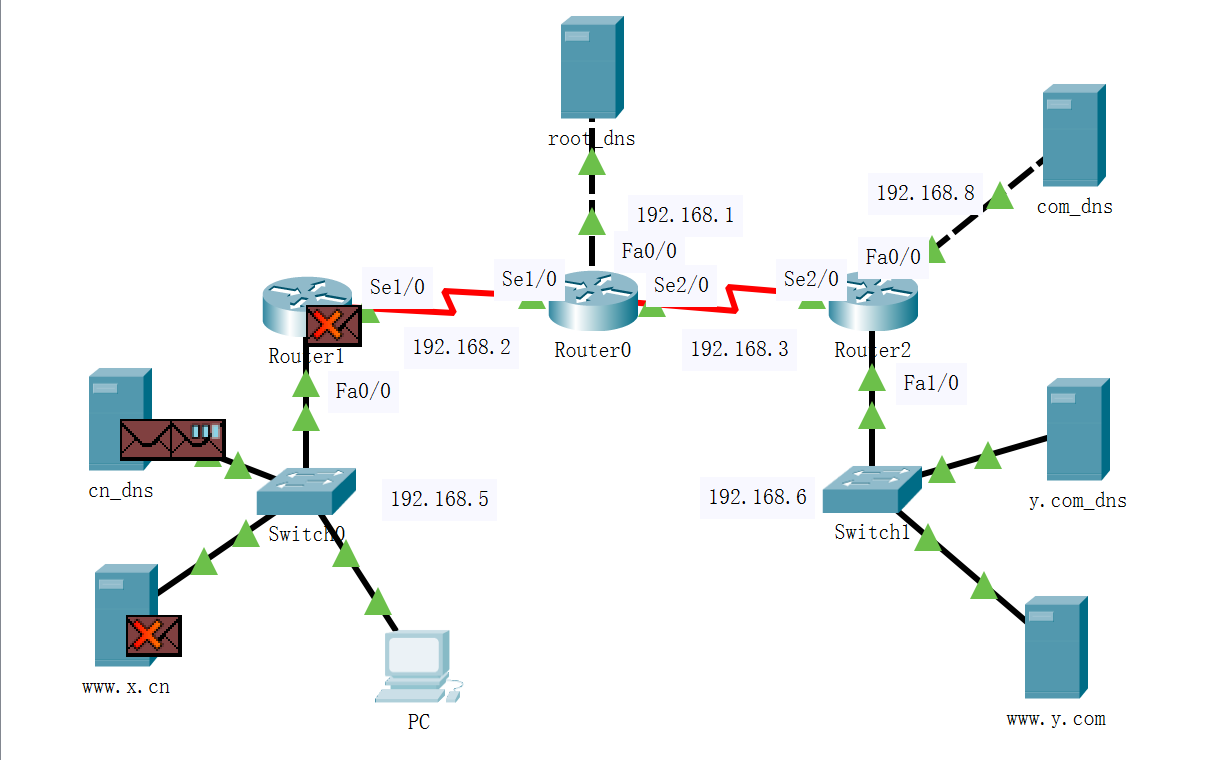 root_dns
com_dns
192.168.8
192.168.1
Fa0/0
Fa0/0
Se1/0
Se1/0
Se2/0
Se2/0
Router1
Router0
Router2
192.168.2
192.168.3
Fa0/0
Fa1/0
cn_dns
192.168.5
192.168.6
y.com_dns
Switch0
Switch1
www.x.cn
PC
www.y.com